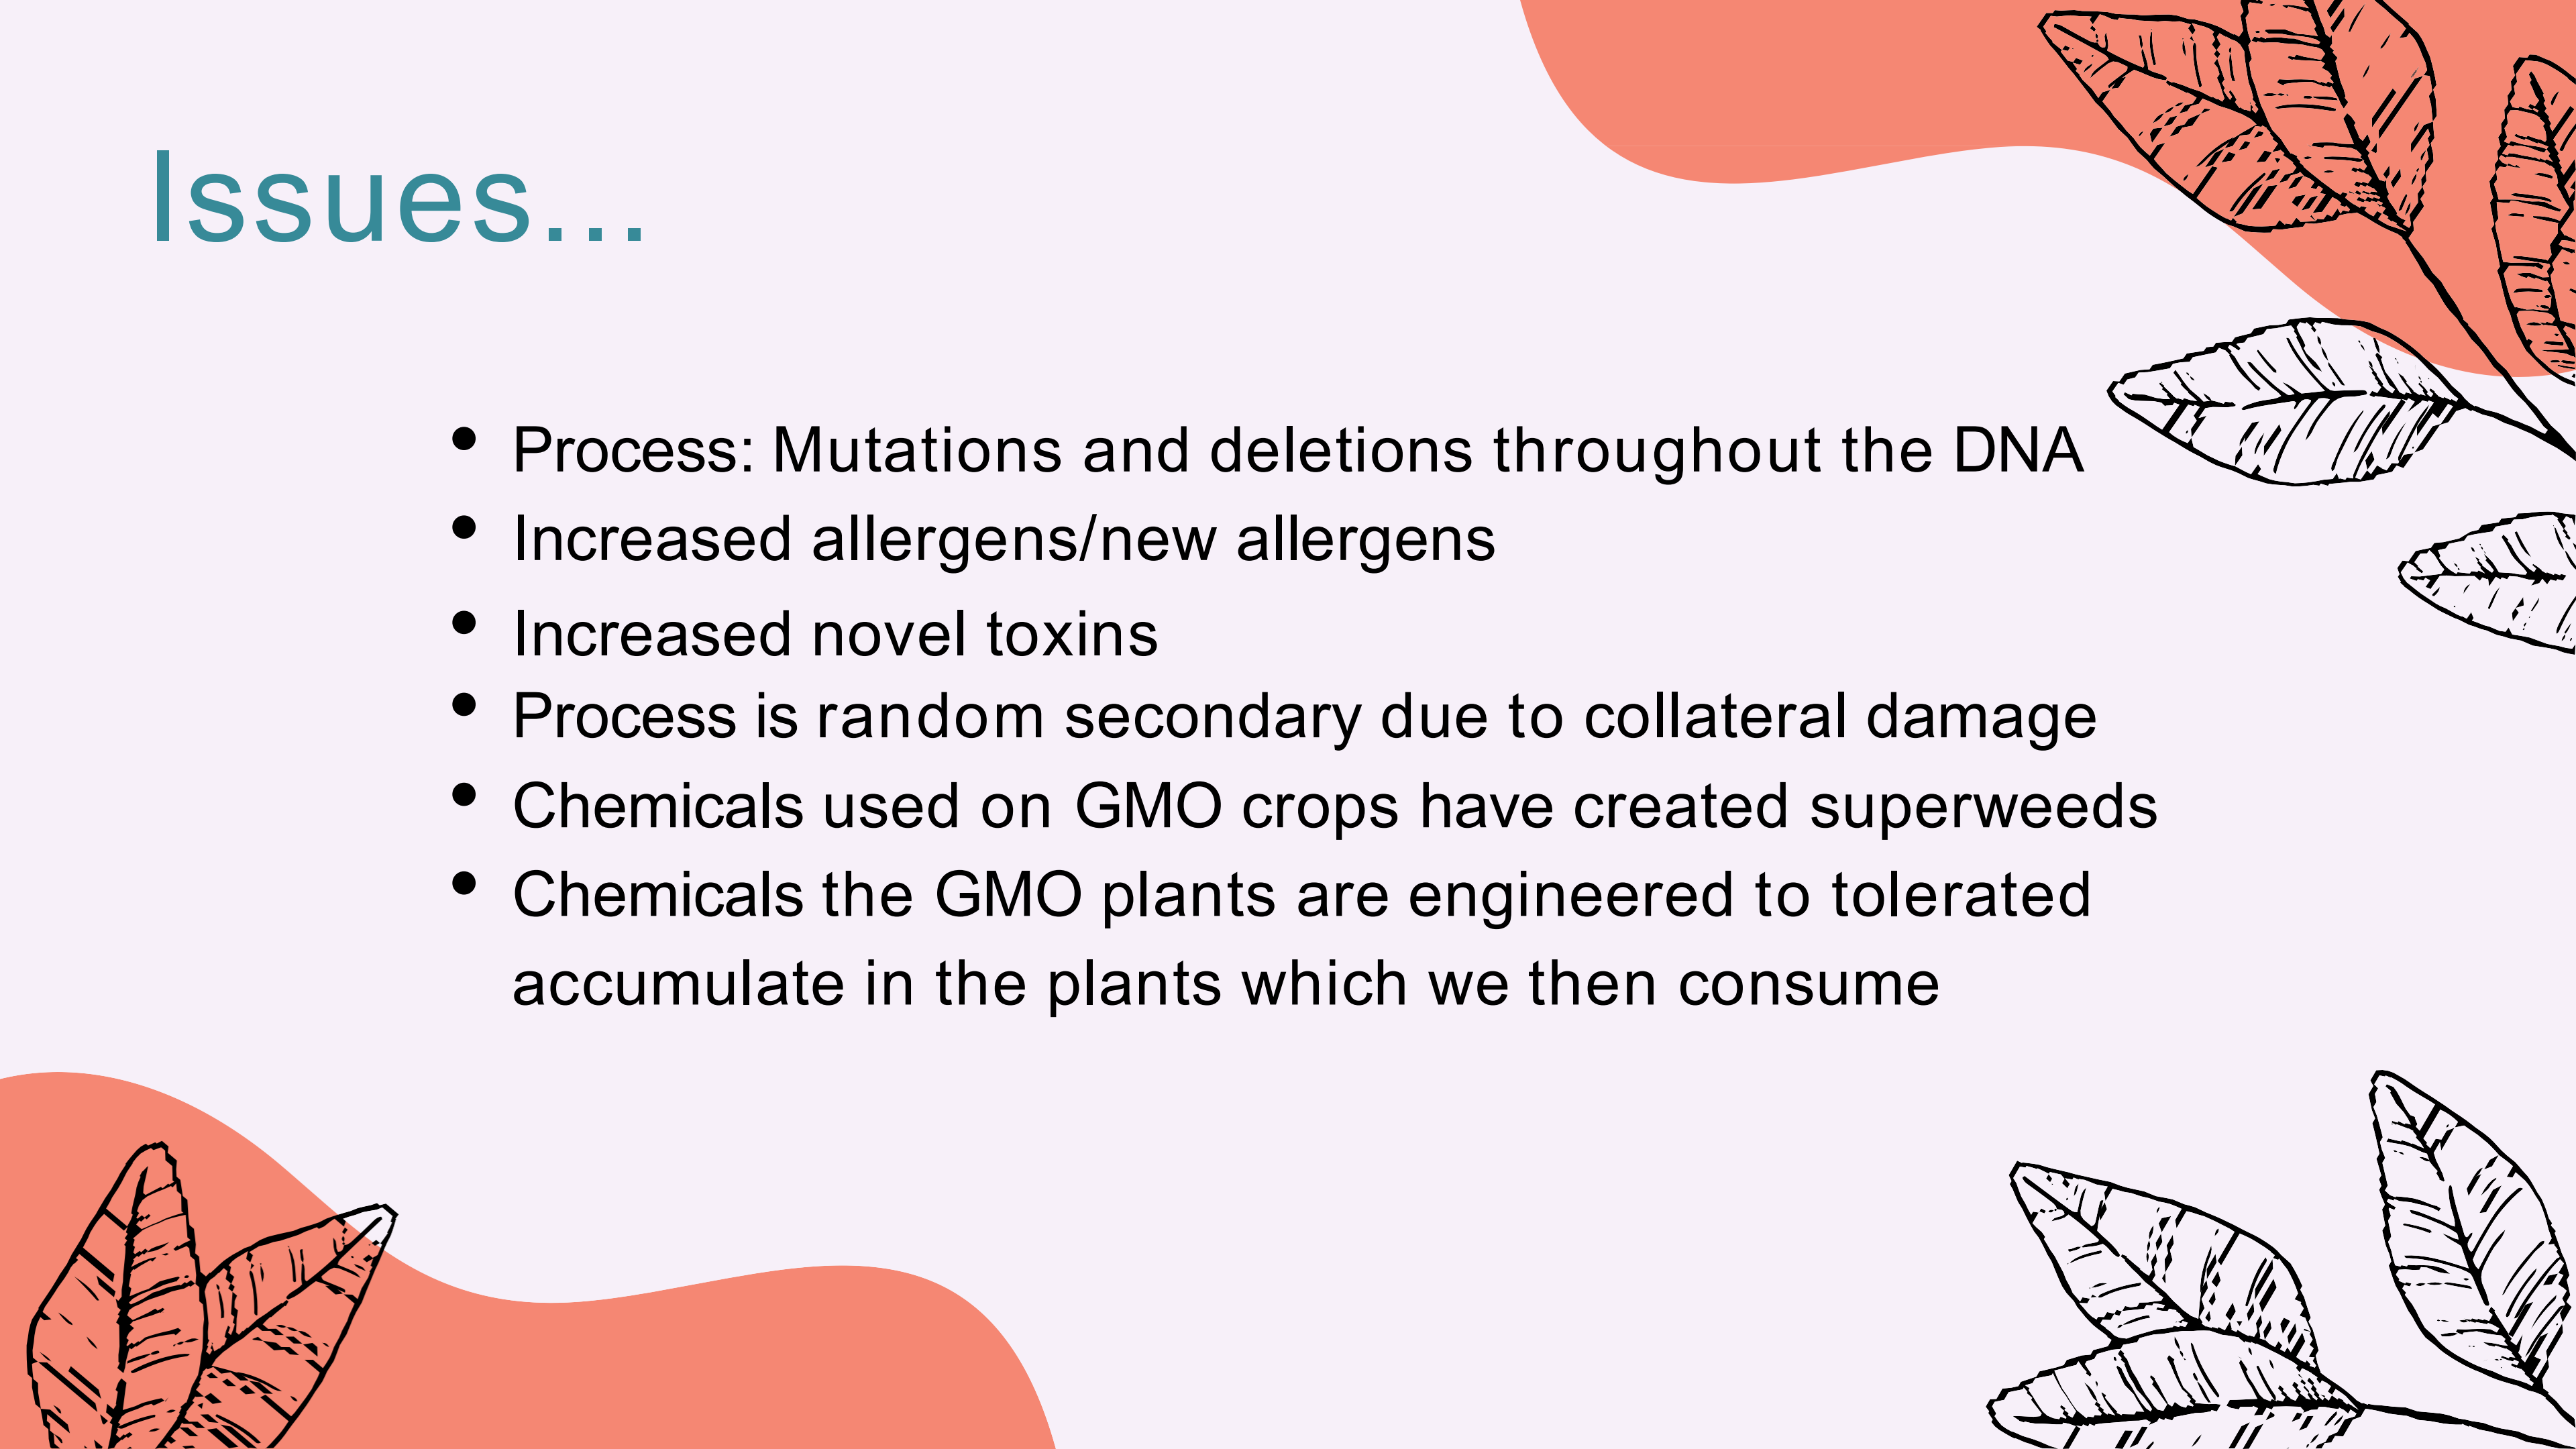 Issues...
• Process: Mutations and deletions throughout the DNA
• Increased allergens/new allergens
• Increased novel toxins
• Process is random secondary due to collateral damage
• Chemicals used on GMO crops have created superweeds
• Chemicals the GMO plants are engineered to tolerated
accumulate in the plants which we then consume